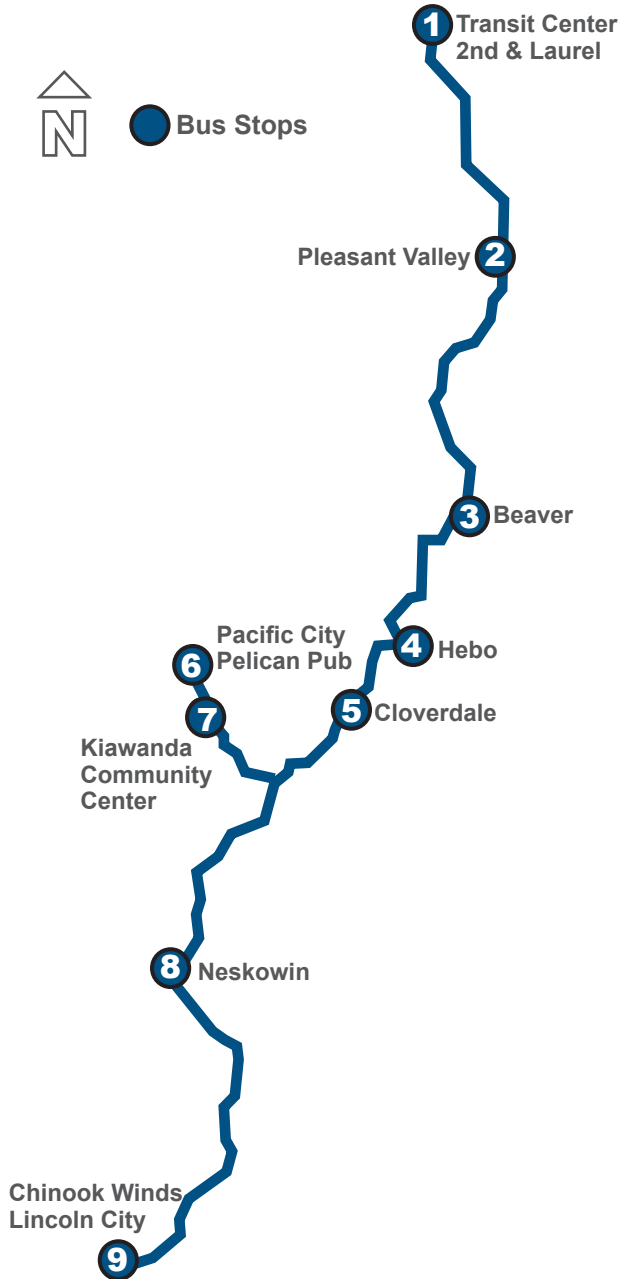 1
Transit Center
2nd & Laurel
N
Bus Stops
Pleasant Valley
2
3
Beaver
Pacific City
Pelican Pub
6
4
Hebo
7
5
Cloverdale
Kiawanda
Community
Center
8
Neskowin
Chinook Winds
Lincoln City
9